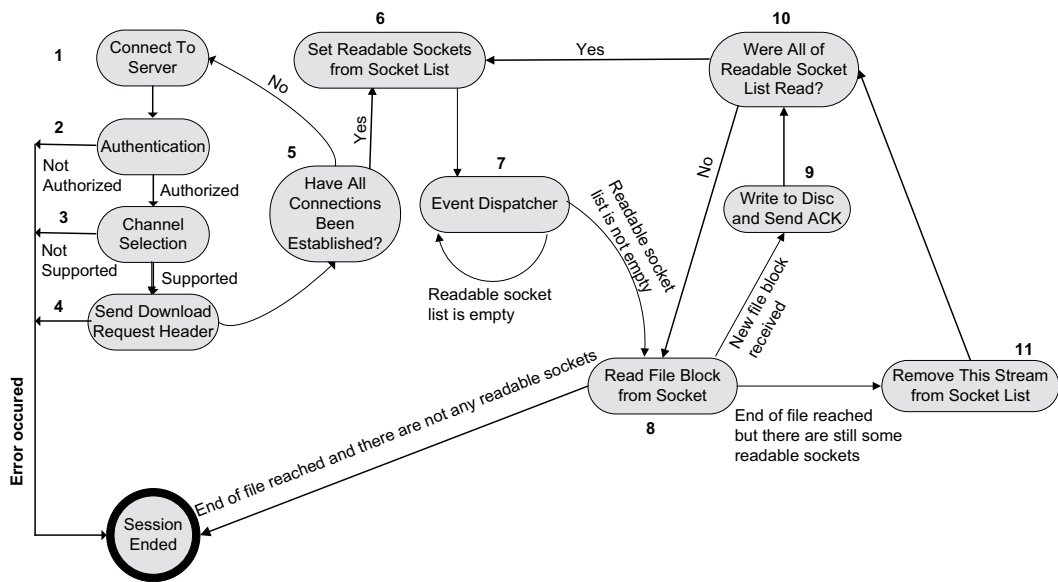 1
Connect To
Server
2
Authentication
Not
Authorized
Authorized
3
Channel
Selection
Not
Supported
Supported
4
Send Download
Request Header
5
Have All
Connections
Been
Established?
No
Yes
6
Set Readable Sockets
from Socket List
7
Event Dispatcher
Readable socket
list is empty
Readable socket
list is not empty
8
Read File Block
from Socket
New file block
received
9
Write to Disc
and Send ACK
10
Were All of
Readable Socket
List Read?
Yes
No
11
Remove This Stream
from Socket List
End of file reached
but there are still some
readable sockets
End of file reached and there are not any readable sockets
Error occured
Session
Ended